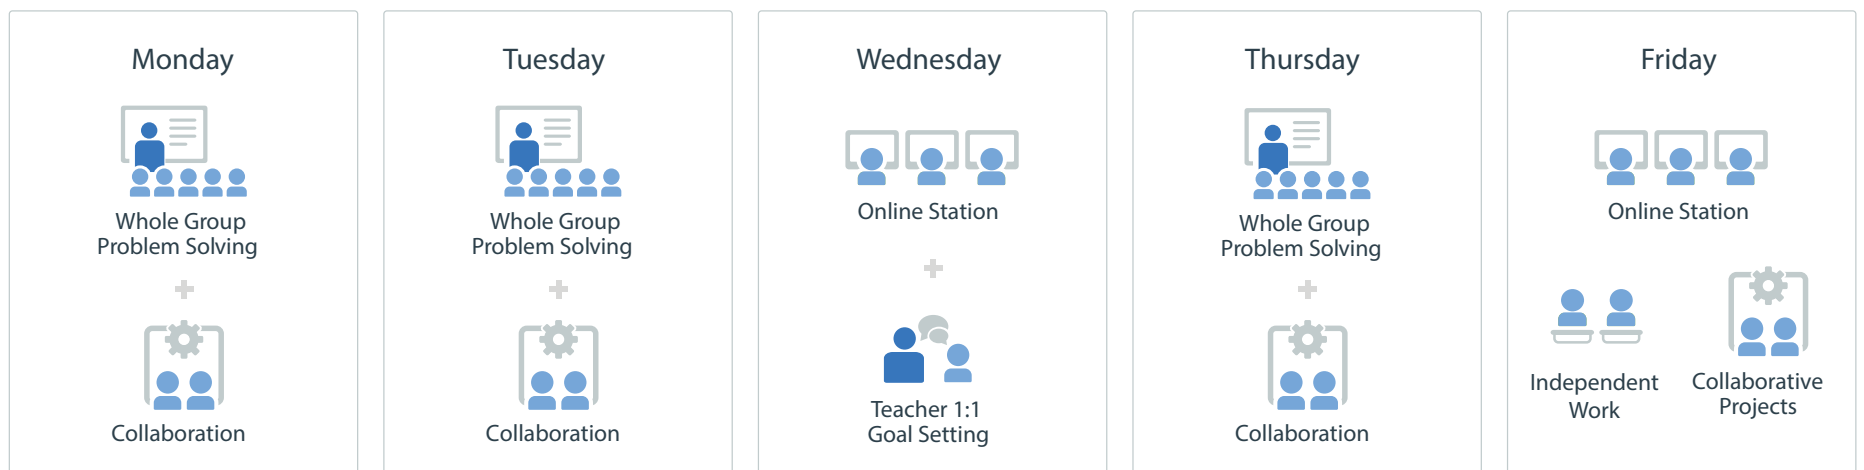 Monday
Whole Group
Problem Solving
Collaboration
Tuesday
Whole Group
Problem Solving
Collaboration
Wednesday
Online Station
Teacher 1:1
Goal Setting
Thursday
Whole Group
Problem Solving
Collaboration
Friday
Online Station
Independent
Work
Collaborative
Projects